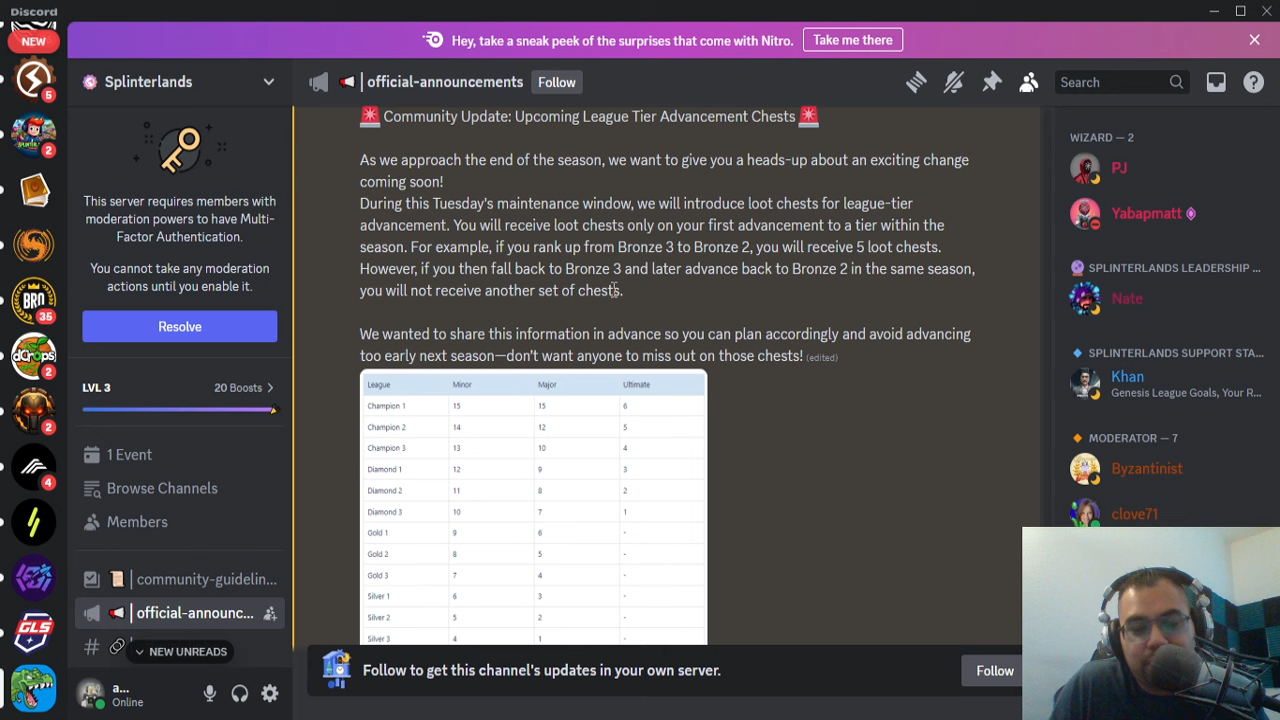 Discord
NEW
Hey, take a sneak peek of the surprises that come with Nitro.
Take me there
5
2
35
2
2
4
GLS
Splinterlands
This server requires members with
moderation powers to have Multi-
Factor Authentication.
You cannot take any moderation
actions until you enable it.
Resolve
LVL 3
20 Boosts
1 Event
Browse Channels
Members
community-guidelin...
official-announc...
NEW UNREADS
a...
Online
official-announcements
Follow
Search
Community Update: Upcoming League Tier Advancement Chests
As we approach the end of the season, we want to give you a heads-up about an exciting change
coming soon!
During this Tuesday's maintenance window, we will introduce loot chests for league-tier
advancement. You will receive loot chests only on your first advancement to a tier within the
season. For example, if you rank up from Bronze 3 to Bronze 2, you will receive 5 loot chests.
However, if you then fall back to Bronze 3 and later advance back to Bronze 2 in the same season,
you will not receive another set of chests.
We wanted to share this information in advance so you can plan accordingly and avoid advancing
too early next season—don't want anyone to miss out on those chests! (edited)
League Minor Major Ultimate
Champion 1 15 15 6
Champion 2 14 12 5
Champion 3 13 10 4
Diamond 1 12 9 3
Diamond 2 11 8 2
Diamond 3 10 7 1
Gold 1 9 6 -
Gold 2 8 5 -
Gold 3 7 4 -
Silver 1 6 3 -
Silver 2 5 2 -
Silver 3 4 1 -
Follow to get this channel's updates in your own server.
Follow
WIZARD — 2
PJ
Yabapmatt
SPLINTERLANDS LEADERSHIP ...
Nate
SPLINTERLANDS SUPPORT STA...
Khan
Genesis League Goals, Your R...
MODERATOR — 7
Byzantinist
clove71